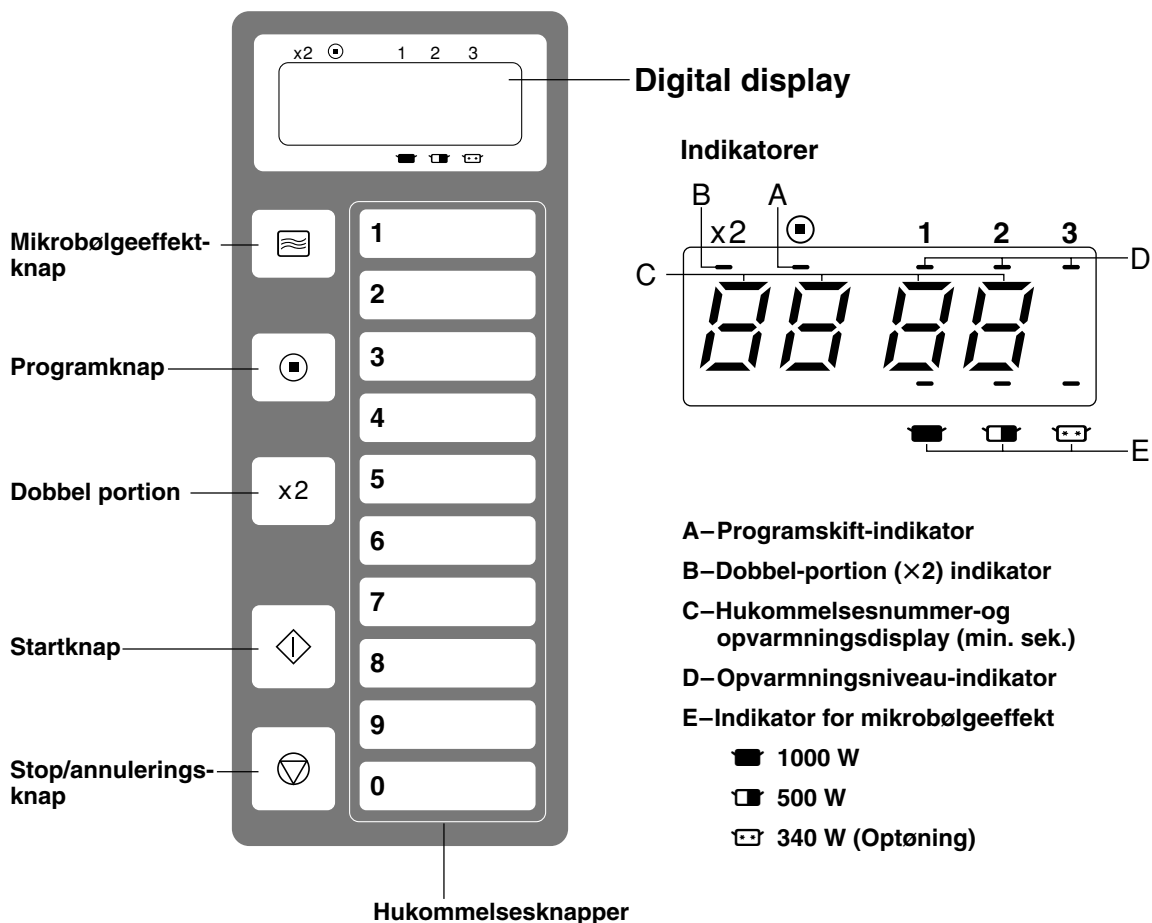 x2 1 2 3
Digital display
Mikrobølgeeffekt-
knap
Programknap
Dobbel portion
x2
Startknap
Stop/annulerings-
knap
1
2
3
4
5
6
7
8
9
0
Hukommelsesknapper
Indikatorer
B A
x2 1 2 3
D
C
88 88
E
A–Programskift-indikator
B–Dobbel-portion (×2) indikator
C–Hukommelsesnummer-og
opvarmningsdisplay (min. sek.)
D–Opvarmningsniveau-indikator
E–Indikator for mikrobølgeeffekt
1000 W
500 W
340 W (Optøning)